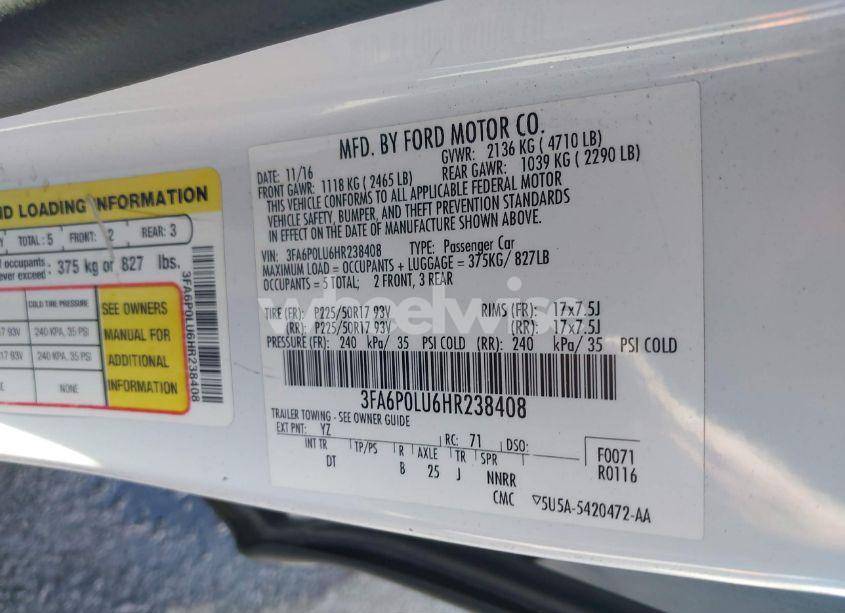 ND LOADING INFORMATION
Y TOTAL: 5 FRONT: 2 REAR: 3
occupants
ever exceed: 375 kg or 827 lbs.
COLD TIRE PRESSURE
17 93V 240 KPA, 35 PSI
17 93V 240 KPA, 35 PSI
NONE
SEE OWNERS
MANUAL FOR
ADDITIONAL
INFORMATION
3FA6P0LU6HR238408
MFD. BY FORD MOTOR CO.
DATE: 11/16 GVWR: 2136 KG ( 4710 LB)
FRONT GAWR: 1118 KG ( 2465 LB) REAR GAWR: 1039 KG ( 2290 LB)
THIS VEHICLE CONFORMS TO ALL APPLICABLE FEDERAL MOTOR
VEHICLE SAFETY, BUMPER, AND THEFT PREVENTION STANDARDS
IN EFFECT ON THE DATE OF MANUFACTURE SHOWN ABOVE.
VIN: 3FA6P0LU6HR238408 TYPE: Passenger Car
MAXIMUM LOAD = OCCUPANTS + LUGGAGE = 375KG/ 827LB
OCCUPANTS = 5 TOTAL; 2 FRONT, 3 REAR
wheelwise
TIRE (FR): P225/50R17 93V RIMS (FR): 17x7.5J
(RR): P225/50R17 93V (RR): 17x7.5J
PRESSURE (FR): 240 kPa/ 35 PSI COLD (RR): 240 kPa/ 35 PSI COLD
3FA6P0LU6HR238408
TRAILER TOWING - SEE OWNER GUIDE
EXT PNT: YZ RC: 71 DSO:
INT TR TP/PS R AXLE TR SPR
DT B 25 J NNRR
CMC
F0071
R0116
▽5U5A-5420472-AA